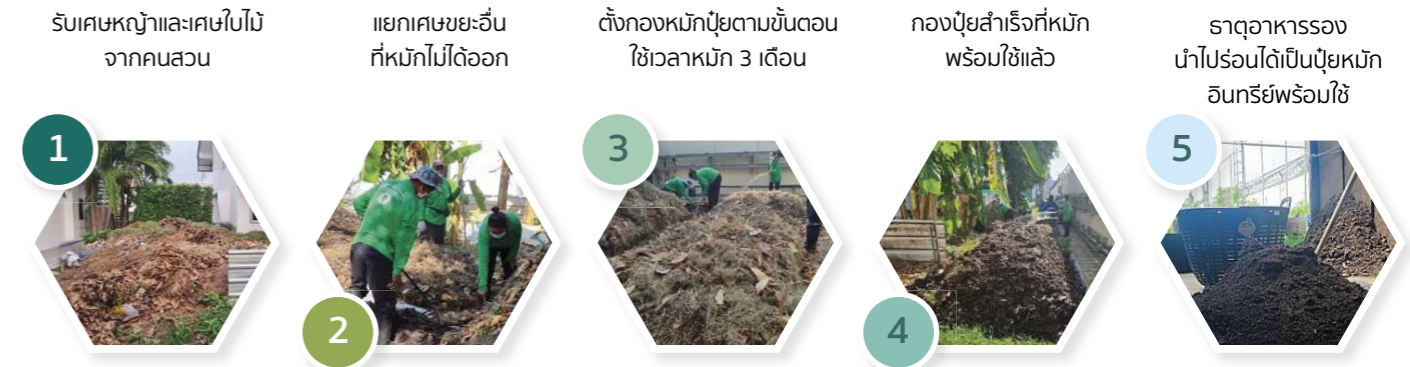 รับเศษหญ้าและเศษใบไม้
จากคนสวน
แยกเศษขยะอื่น
ที่หมักไม่ได้ออก
ตั้งกองหมักปุ๋ยตามขั้นตอน
ใช้เวลาหมัก 3 เดือน
กองปุ๋ยสำเร็จที่หมัก
พร้อมใช้แล้ว
ธาตุอาหารรอง
นำไปร่อนได้เป็นปุ๋ยหมัก
อินทรีย์พร้อมใช้
1
2
3
4
5